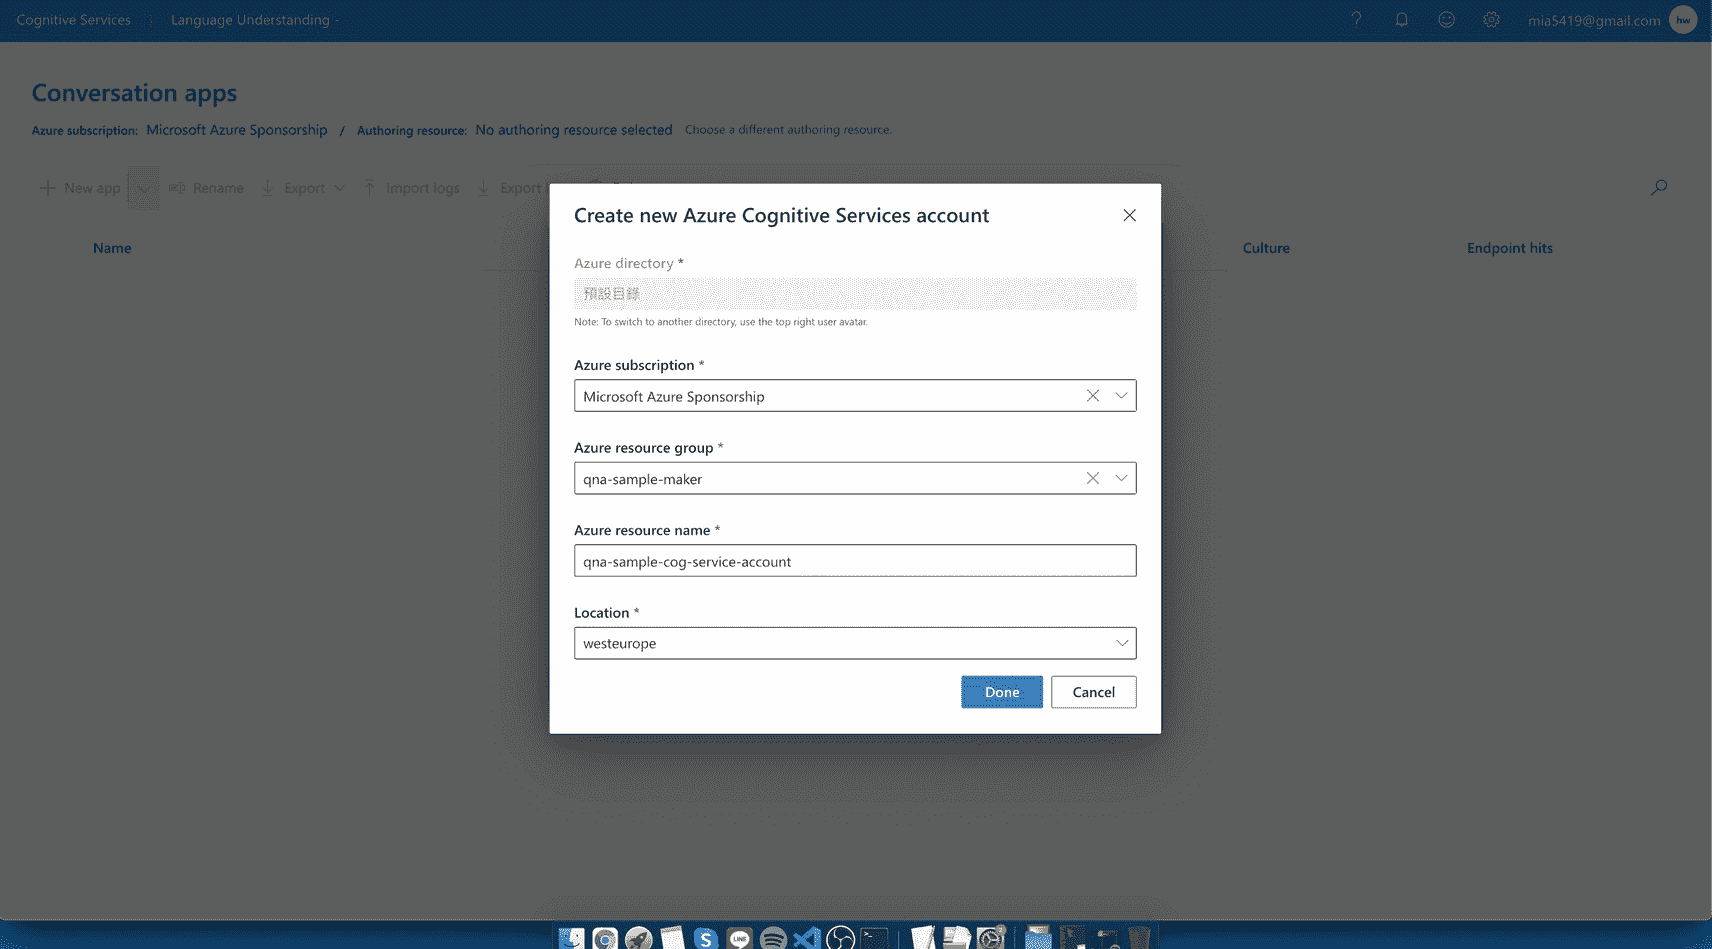 Cognitive Services
Language Understanding -
?
mia5419@gmail.com
hw
Conversation apps
Azure subscription: Microsoft Azure Sponsorship / Authoring resource: No authoring resource selected Choose a different authoring resource.
New app
Rename
Export
Import logs
Export
Name
Culture
Endpoint hits
Create new Azure Cognitive Services account
Azure directory *
預設目錄
Note: To switch to another directory, use the top right user avatar.
Azure subscription *
Microsoft Azure Sponsorship
Azure resource group *
qna-sample-maker
Azure resource name *
qna-sample-cog-service-account
Location *
westeurope
Done
Cancel
LINE